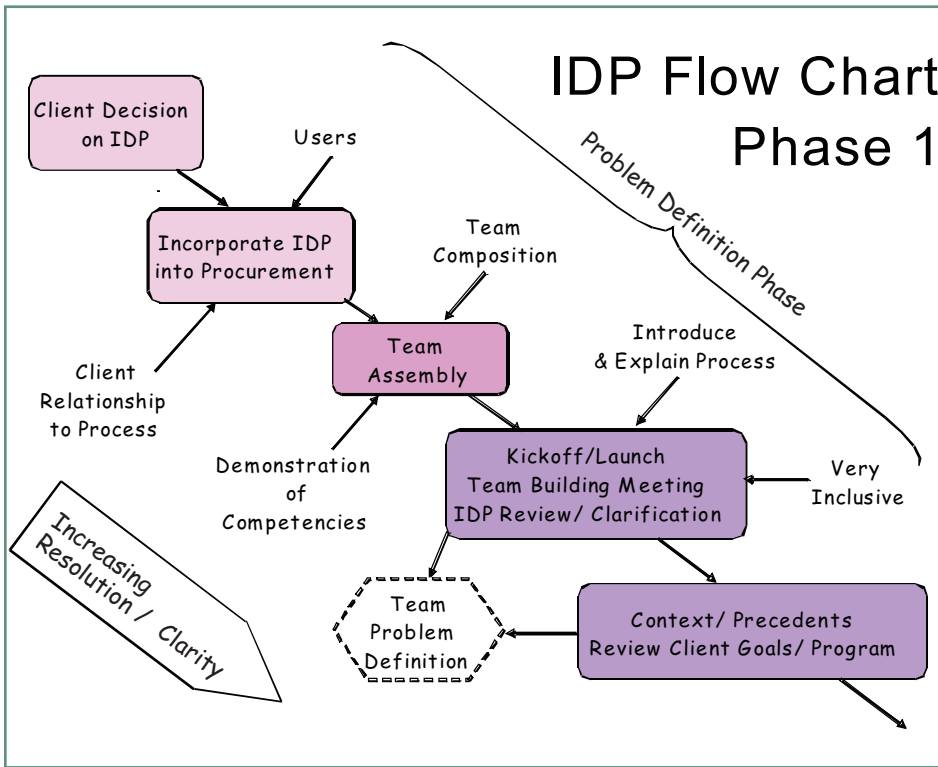 IDP Flow Chart
Phase 1
Client Decision
on IDP
Users
Problem Definition Phase
Incorporate IDP
into Procurement
Team
Composition
Client
Relationship
to Process
Team
Assembly
Introduce
& Explain Process
Demonstration
of
Competencies
Kickoff/Launch
Team Building Meeting
IDP Review/ Clarification
Very
Inclusive
Increasing
Resolution / Clarity
Team
Problem
Definition
Context/ Precedents
Review Client Goals/ Program